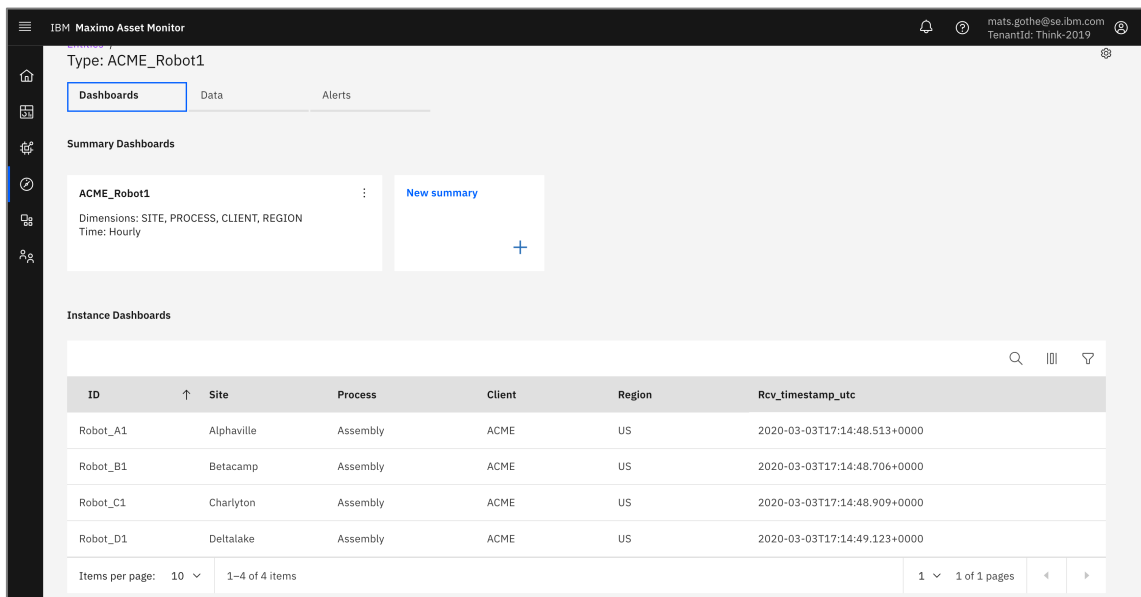 IBM Maximo Asset Monitor
mats.gothe@se.ibm.com
TenantId: Think-2019
Entities /
Type: ACME_Robot1
Dashboards Data Alerts
Summary Dashboards
ACME_Robot1 New summary
Dimensions: SITE, PROCESS, CLIENT, REGION
Time: Hourly
Instance Dashboards
ID Site Process Client Region Rcv_timestamp_utc
Robot_A1 Alphaville Assembly ACME US 2020-03-03T17:14:48.513+0000
Robot_B1 Betacamp Assembly ACME US 2020-03-03T17:14:48.706+0000
Robot_C1 Charlyton Assembly ACME US 2020-03-03T17:14:48.909+0000
Robot_D1 Deltalake Assembly ACME US 2020-03-03T17:14:49.123+0000
Items per page: 10 1–4 of 4 items 1 1 of 1 pages